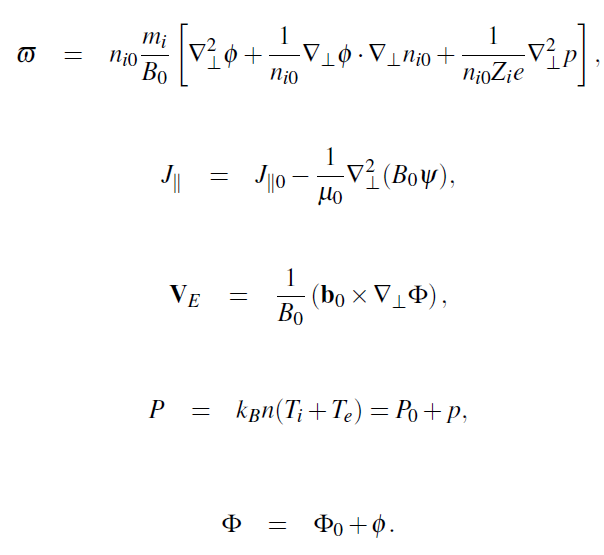 $\varpi = n_{i0}\frac{m_i}{B_0}\left[\nabla_\perp^2\phi + \frac{1}{n_{i0}}\nabla_\perp\phi\cdot\nabla_\perp n_{i0} + \frac{1}{n_{i0}Z_ie}\nabla_\perp^2 p\right],$
$J_\parallel = J_{\parallel 0} - \frac{1}{\mu_0}\nabla_\perp^2(B_0\psi),$
$\mathbf{V}_E = \frac{1}{B_0}(\mathbf{b}_0\times\nabla_\perp\Phi),$
$P = k_Bn(T_i+T_e) = P_0+p,$
$\Phi = \Phi_0+\phi.$